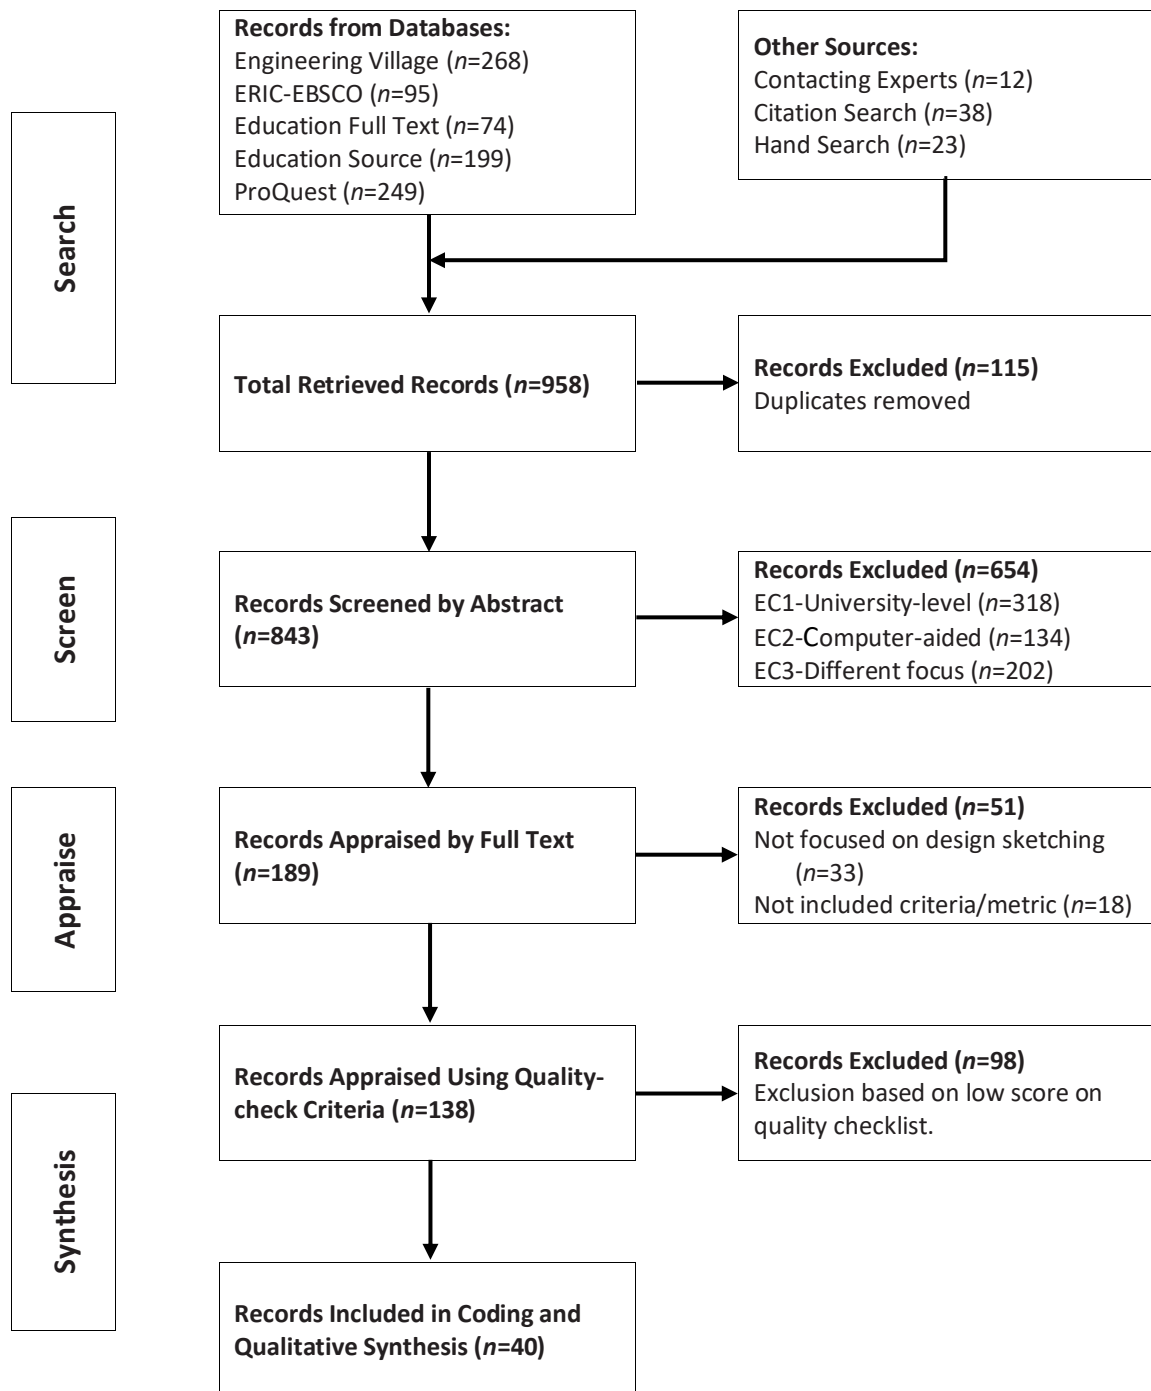 Records from Databases:
Engineering Village (n=268)
ERIC-EBSCO (n=95)
Education Full Text (n=74)
Education Source (n=199)
ProQuest (n=249)
Other Sources:
Contacting Experts (n=12)
Citation Search (n=38)
Hand Search (n=23)
Search
Total Retrieved Records (n=958)
Records Excluded (n=115)
Duplicates removed
Screen
Records Screened by Abstract
(n=843)
Records Excluded (n=654)
EC1-University-level (n=318)
EC2-Computer-aided (n=134)
EC3-Different focus (n=202)
Appraise
Records Appraised by Full Text
(n=189)
Records Excluded (n=51)
Not focused on design sketching
(n=33)
Not included criteria/metric (n=18)
Records Appraised Using Quality-
check Criteria (n=138)
Records Excluded (n=98)
Exclusion based on low score on
quality checklist.
Synthesis
Records Included in Coding and
Qualitative Synthesis (n=40)